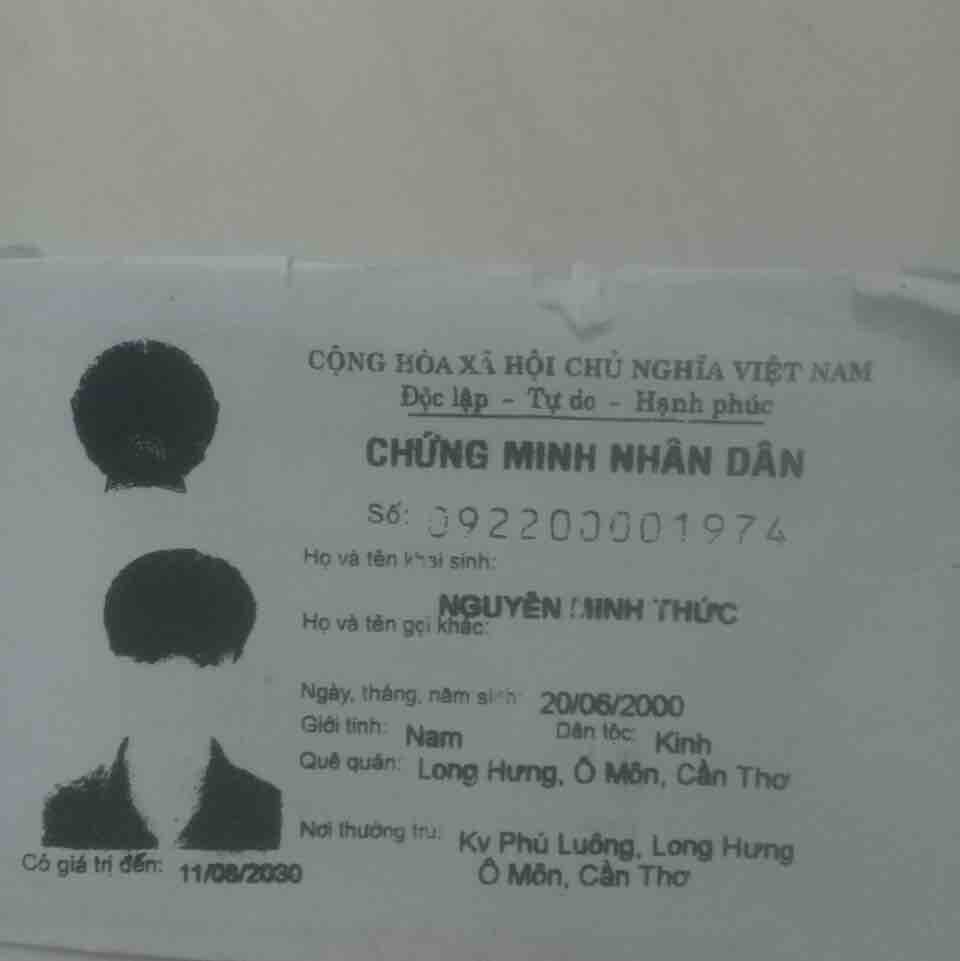 CỘNG HÒA XÃ HỘI CHỦ NGHĨA VIỆT NAM
Độc lập - Tự do - Hạnh phúc
CHỨNG MINH NHÂN DÂN
Số: 092200001974
Họ và tên khai sinh:
NGUYỄN MINH THỨC
Họ và tên gọi khác:
Ngày, tháng, năm sinh: 20/06/2000
Giới tính: Nam Dân tộc: Kinh
Quê quán: Long Hưng, Ô Môn, Cần Thơ
Nơi thường trú: Kv Phú Luông, Long Hưng
Ô Môn, Cần Thơ
Có giá trị đến: 11/08/2030